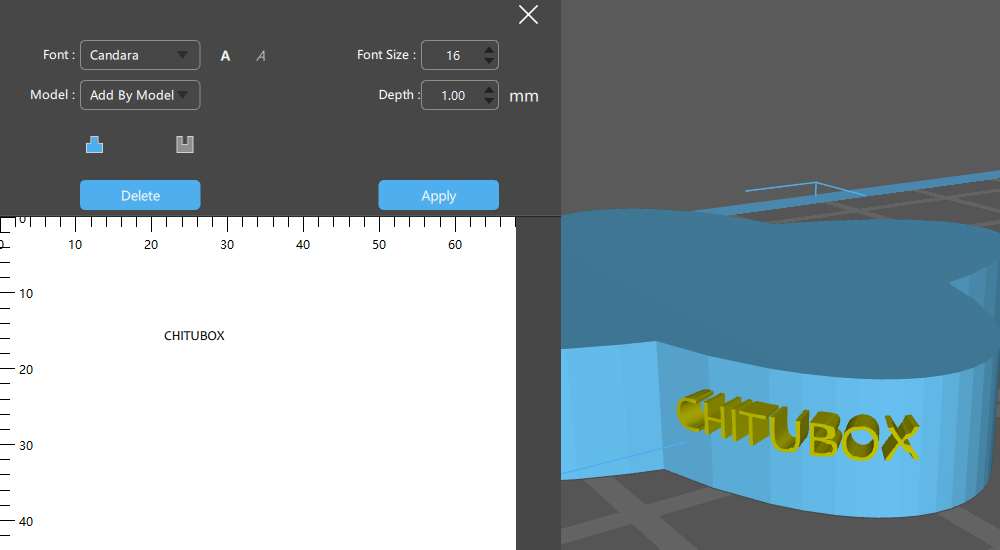 Font : Candara A A Font Size : 16
Model : Add By Model Depth : 1.00 mm
Delete Apply
0
0 10 20 30 40 50 60
10
CHITUBOX
20
30
40
CHITUBOX